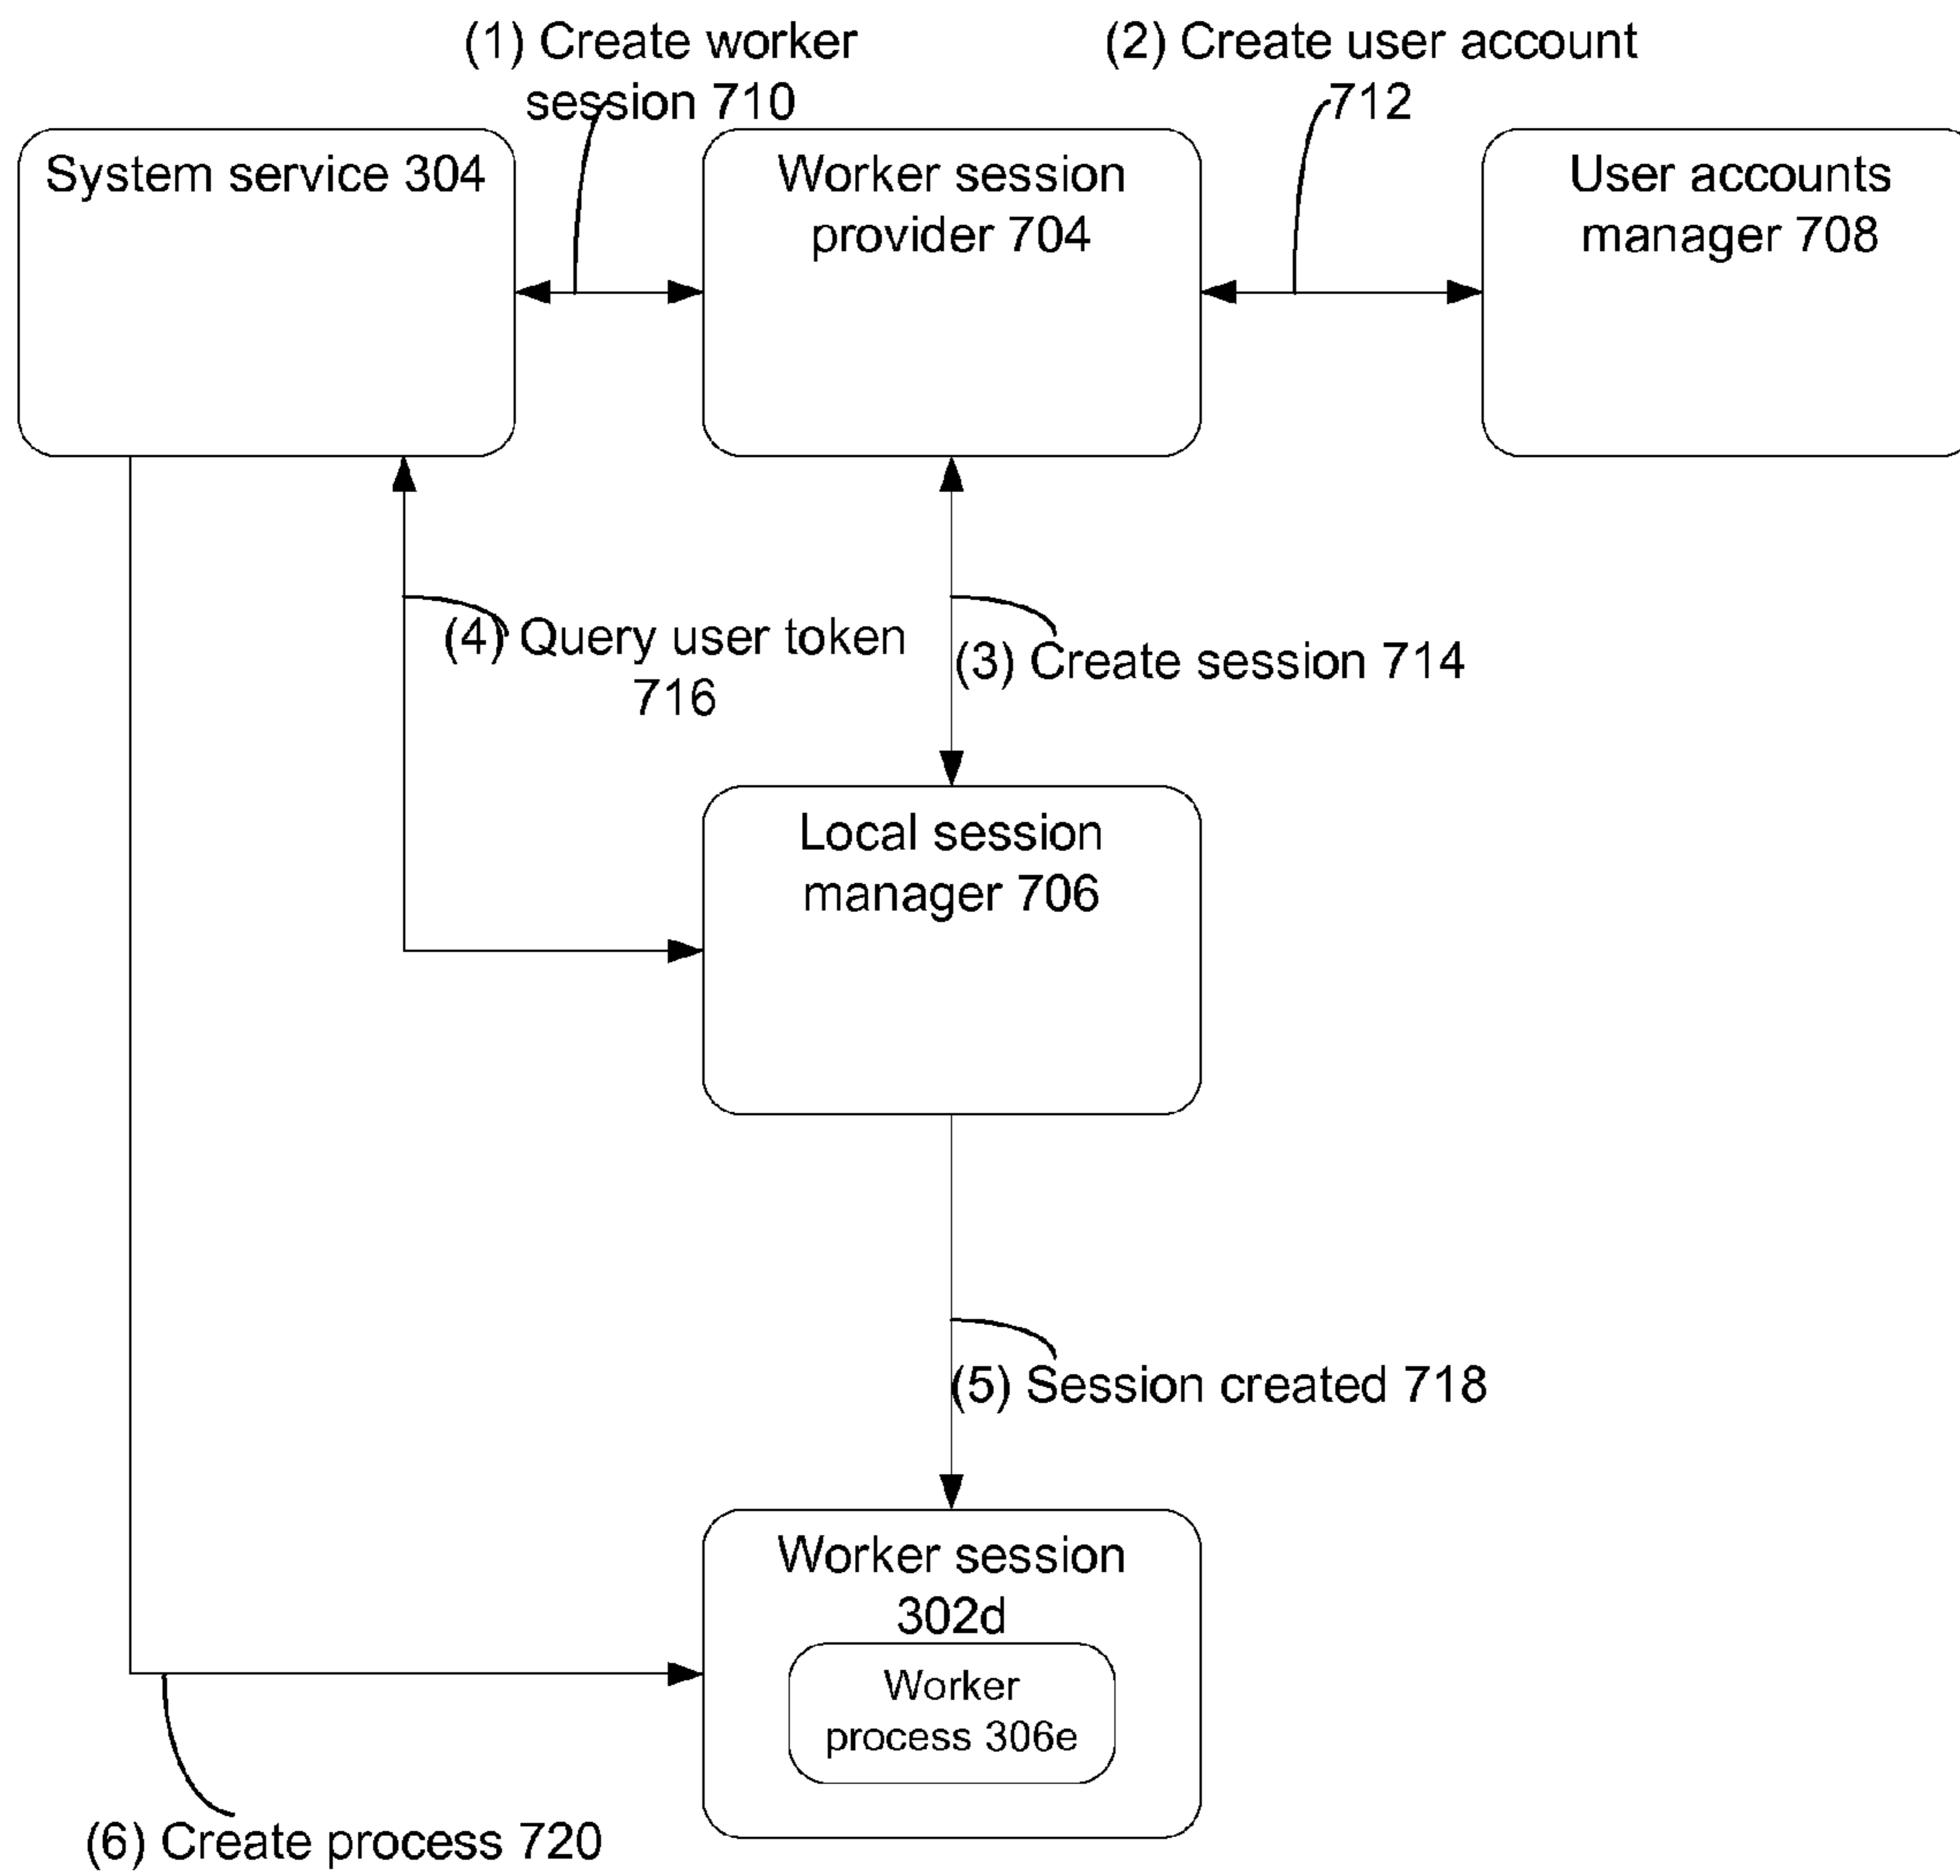 (1) Create worker
session 710
(2) Create user account
712
System service 304
Worker session
provider 704
User accounts
manager 708
(4) Query user token
716
(3) Create session 714
Local session
manager 706
(5) Session created 718
Worker session
302d
Worker
process 306e
(6) Create process 720